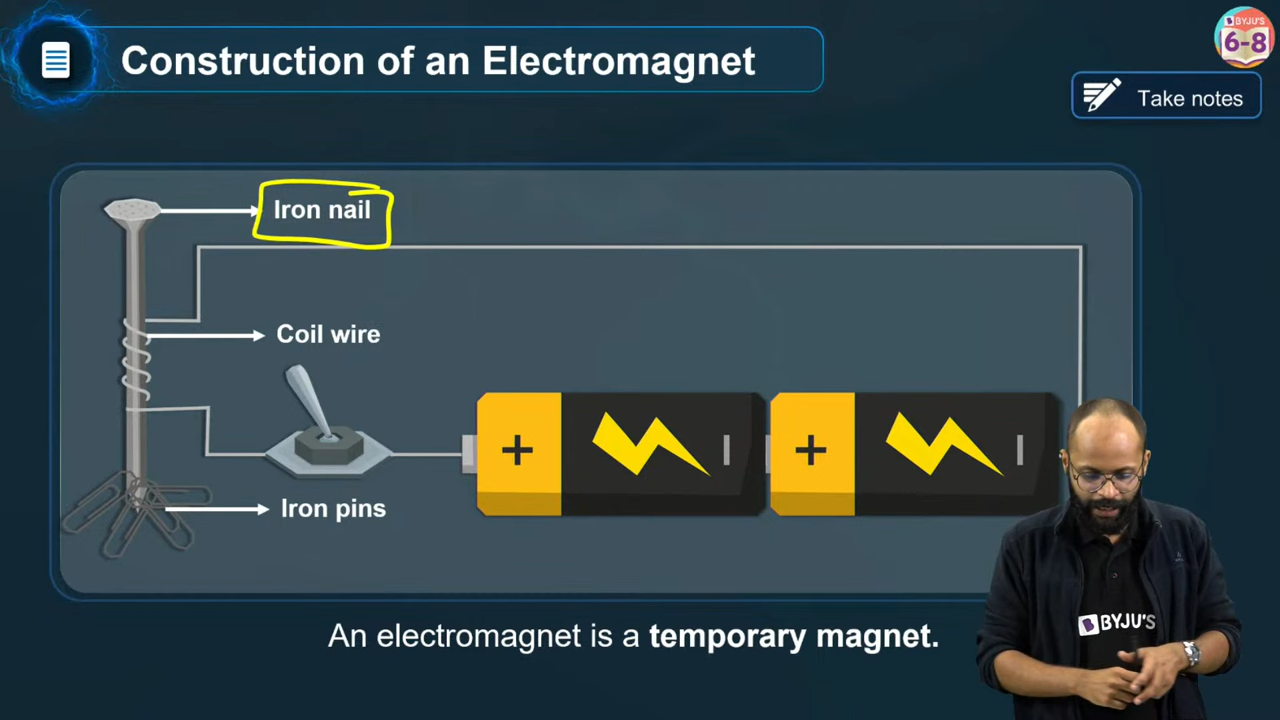 Construction of an Electromagnet
BYJU'S
6-8
Take notes
Iron nail
Coil wire
+
+
Iron pins
BYJU'S
An electromagnet is a temporary magnet.